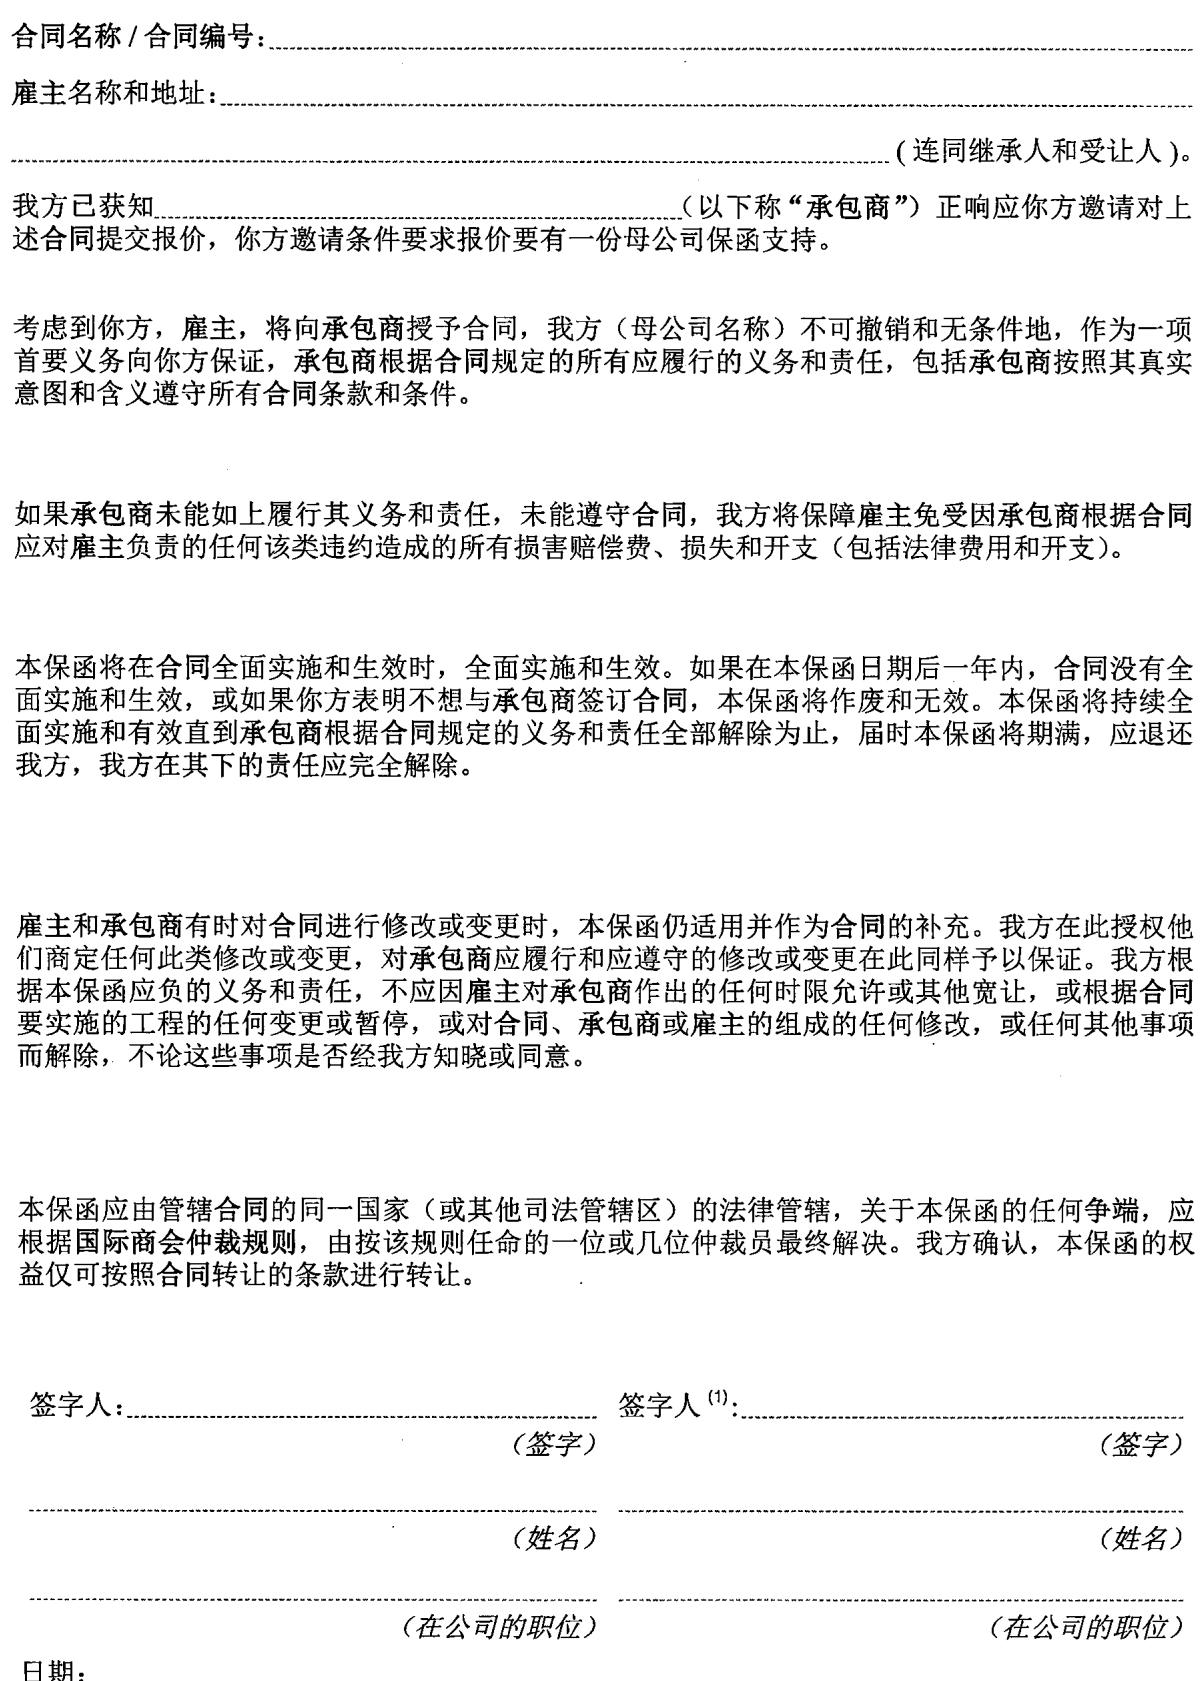 合同名称 / 合同编号：
雇主名称和地址：
( 连同继承人和受让人 )。
我方已获知（以下称“承包商”）正响应你方邀请对上
述合同提交报价，你方邀请条件要求报价要有一份母公司保函支持。
考虑到你方，雇主，将向承包商授予合同，我方（母公司名称）不可撤销和无条件地，作为一项
首要义务向你方保证，承包商根据合同规定的所有应履行的义务和责任，包括承包商按照其真实
意图和含义遵守所有合同条款和条件。
如果承包商未能如上履行其义务和责任，未能遵守合同，我方将保障雇主免受因承包商根据合同
应对雇主负责的任何该类违约造成的所有损害赔偿费、损失和开支（包括法律费用和开支）。
本保函将在合同全面实施和生效时，全面实施和生效。如果在本保函日期后一年内，合同没有全
面实施和生效，或如果你方表明不想与承包商签订合同，本保函将作废和无效。本保函将持续全
面实施和有效直到承包商根据合同规定的义务和责任全部解除为止，届时本保函将期满，应退还
我方，我方在其下的责任应完全解除。
雇主和承包商有时对合同进行修改或变更时，本保函仍适用并作为合同的补充。我方在此授权他
们商定任何此类修改或变更，对承包商应履行和应遵守的修改或变更在此同样予以保证。我方根
据本保函应负的义务和责任，不应因雇主对承包商作出的任何时限允许或其他宽让，或根据合同
要实施的工程的任何变更或暂停，或对合同、承包商或雇主的组成的任何修改，或任何其他事项
而解除，不论这些事项是否经我方知晓或同意。
本保函应由管辖合同的同一国家（或其他司法管辖区）的法律管辖，关于本保函的任何争端，应
根据国际商会仲裁规则，由按该规则任命的一位或几位仲裁员最终解决。我方确认，本保函的权
益仅可按照合同转让的条款进行转让。
签字人： 签字人(1):
（签字） （签字）
（姓名） （姓名）
（在公司的职位） （在公司的职位）
日期：